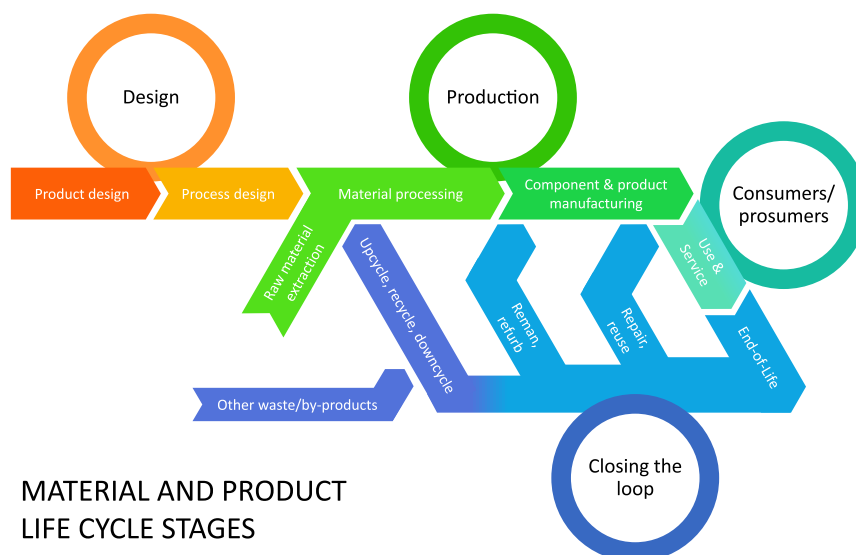 Design
Production
Consumers/
prosumers
Product design
Process design
Material processing
Component & product
manufacturing
Raw material
extraction
Use &
Service
Upcycle, recycle, downcycle
Reman,
refurb
Repair,
reuse
End-of-Life
Other waste/by-products
Closing the
loop
MATERIAL AND PRODUCT
LIFE CYCLE STAGES